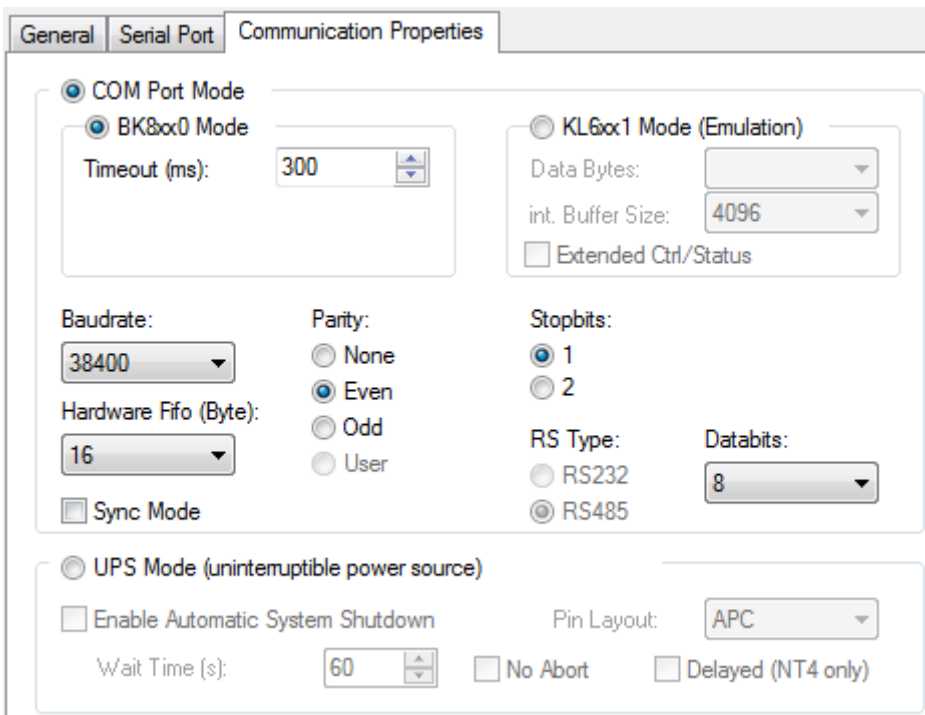 General Serial Port Communication Properties
COM Port Mode
BK8xx0 Mode KL6xx1 Mode (Emulation)
Timeout (ms): 300 Data Bytes:
int. Buffer Size: 4096
Extended Ctrl/Status
Baudrate: Parity: Stopbits:
38400 None 1
Even 2
Hardware Fifo (Byte): Odd RS Type: Databits:
16 User RS232 8
Sync Mode RS485
UPS Mode (uninterruptible power source)
Enable Automatic System Shutdown Pin Layout: APC
Wait Time (s): 60 No Abort Delayed (NT4 only)